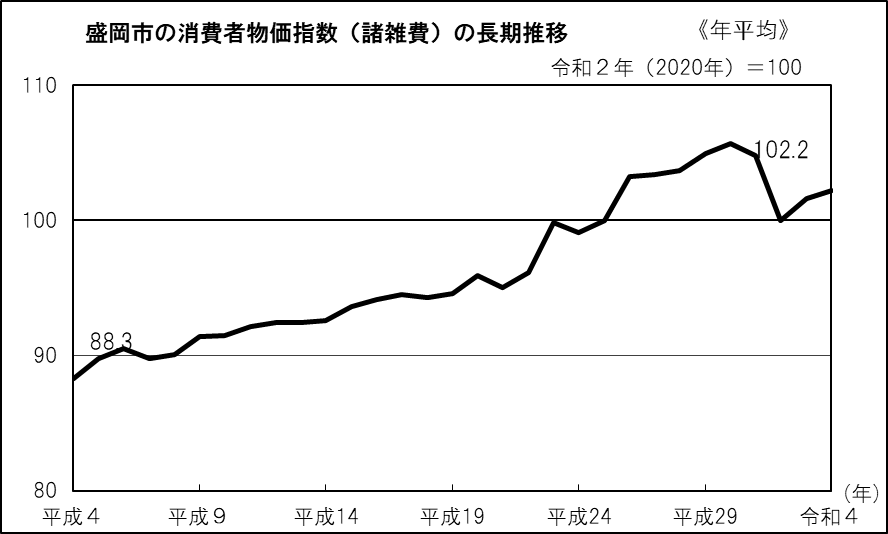 盛岡市の消費者物価指数（諸雑費）の長期推移
《年平均》
令和２年（2020年）＝100
110
102.2
100
88.3
90
80
（年）
平成４ 平成９ 平成14 平成19 平成24 平成29 令和４